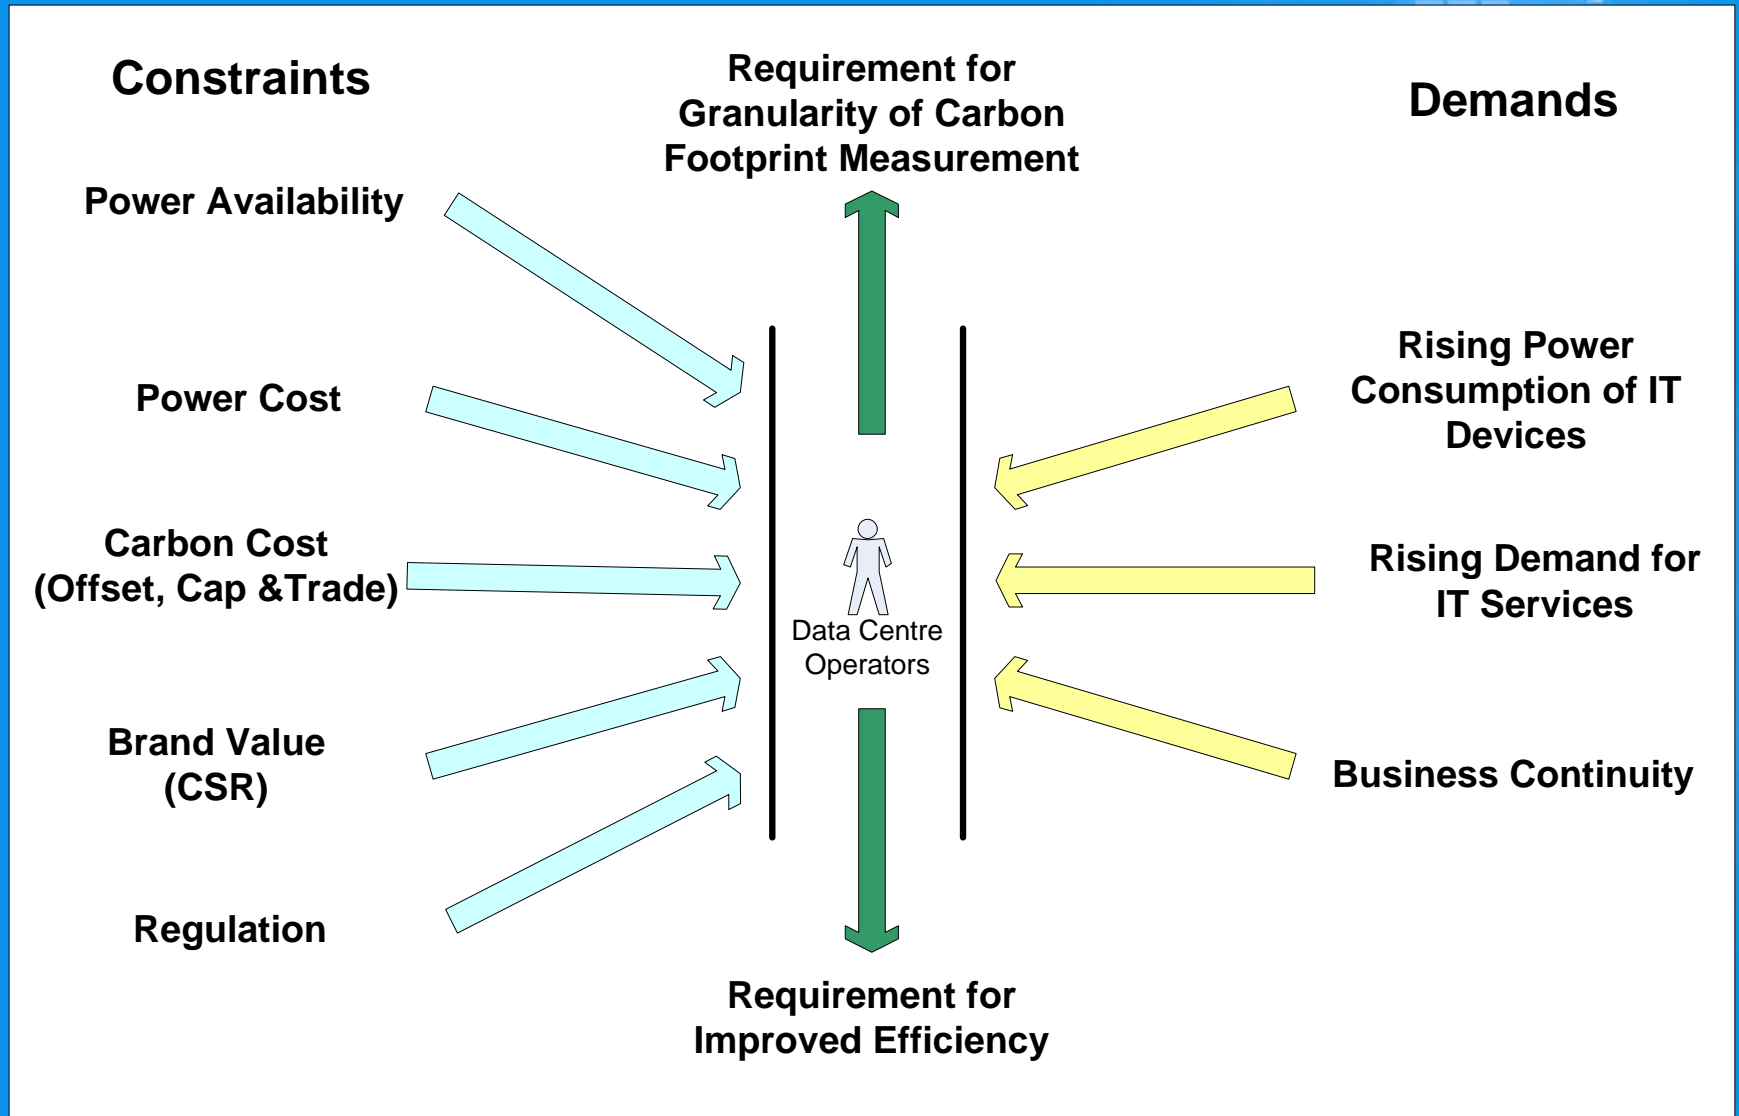 Constraints
Requirement for
Granularity of Carbon
Footprint Measurement
Demands
Power Availability
Power Cost
Carbon Cost
(Offset, Cap &Trade)
Brand Value
(CSR)
Regulation
Data Centre
Operators
Rising Power
Consumption of IT
Devices
Rising Demand for
IT Services
Business Continuity
Requirement for
Improved Efficiency